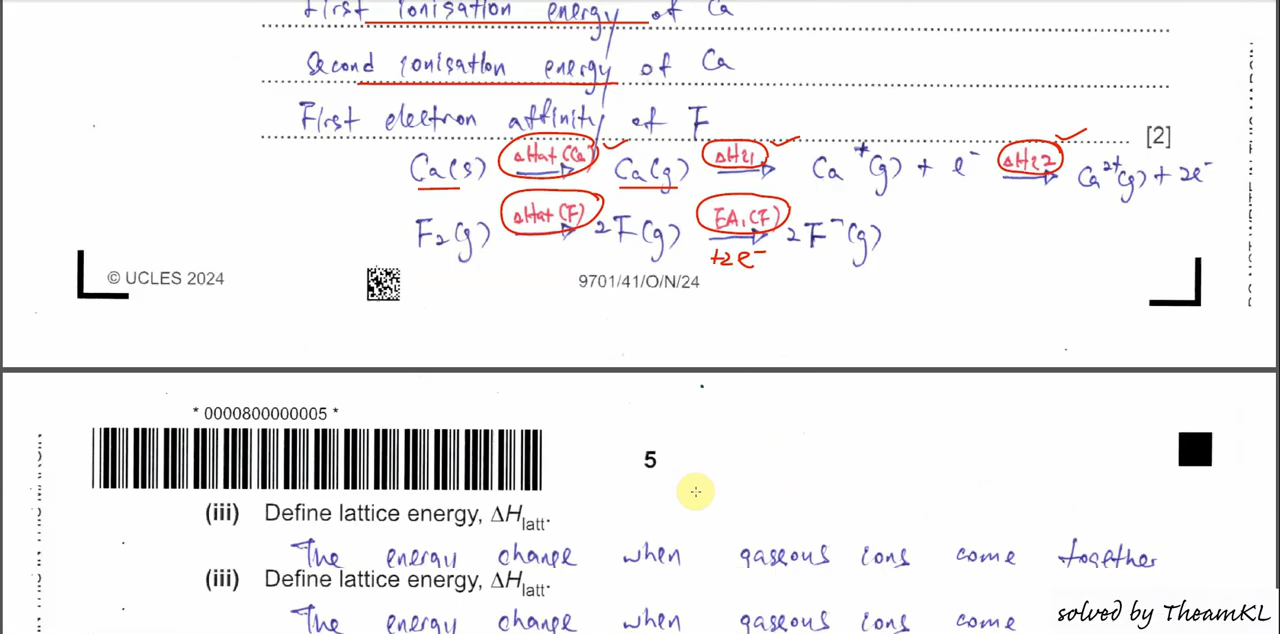 First ionisation energy of Ca
Second ionisation energy of Ca
First electron affinity of F
[2]
Ca(s) ΔHat (Ca) Ca(g) ΔHi1 Ca⁺(g) + e⁻ ΔHi2 Ca²⁺(g) + 2e⁻
F₂(g) ΔHat (F) 2F(g) EA₁(F) 2F⁻(g)
+2e⁻
© UCLES 2024
9701/41/O/N/24
* 0000800000005 *
5
(iii) Define lattice energy, ΔHlatt.
The energy change when gaseous ions come together
(iii) Define lattice energy, ΔHlatt.
The energy change when gaseous ions come
solved by TheamKL